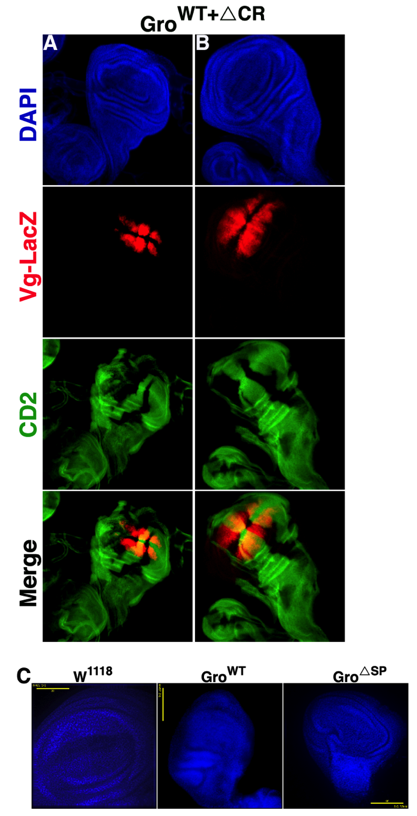 Gro^WT+△CR
A
B
DAPI
Vg-LacZ
CD2
Merge
C
W^1118
Gro^WT
Gro^△SP